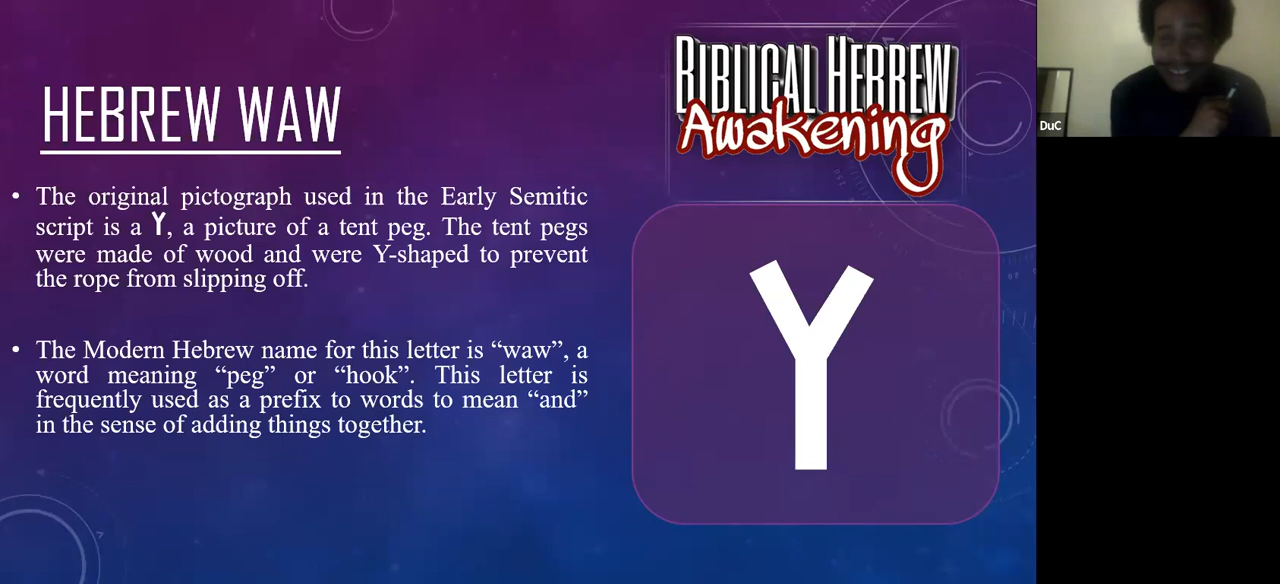 HEBREW WAW
• The original pictograph used in the Early Semitic
script is a Y, a picture of a tent peg. The tent pegs
were made of wood and were Y-shaped to prevent
the rope from slipping off.
• The Modern Hebrew name for this letter is “waw”, a
word meaning “peg” or “hook”. This letter is
frequently used as a prefix to words to mean “and”
in the sense of adding things together.
BIBLICAL HEBREW
Awakening
Y
DuC